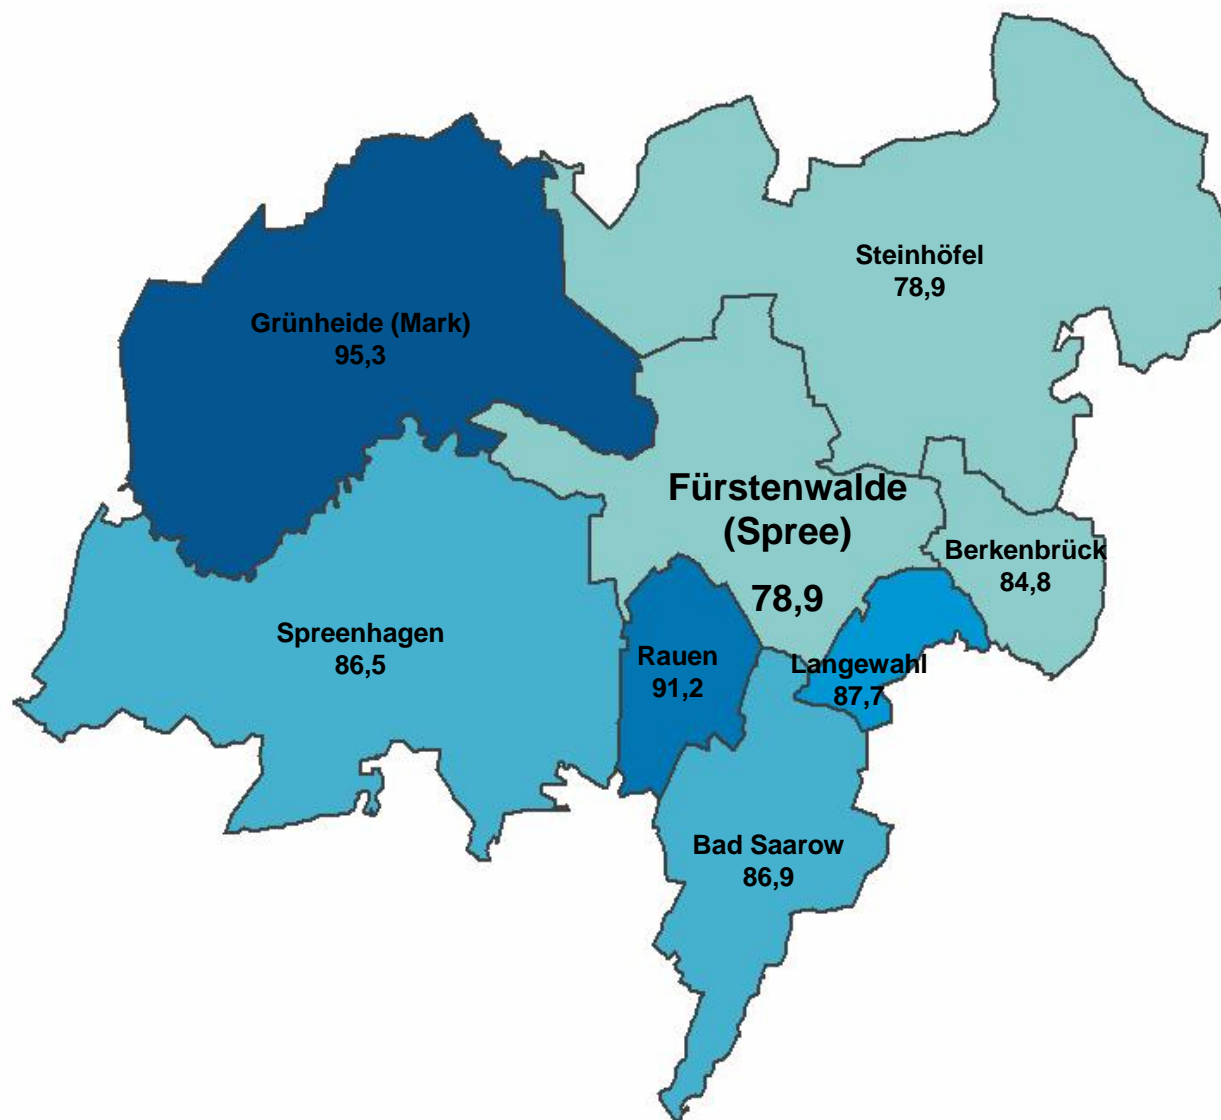 Steinhöfel
78,9
Grünheide (Mark)
95,3
Fürstenwalde
(Spree)
78,9
Berkenbrück
84,8
Spreenhagen
86,5
Rauen
91,2
Langewahl
87,7
Bad Saarow
86,9